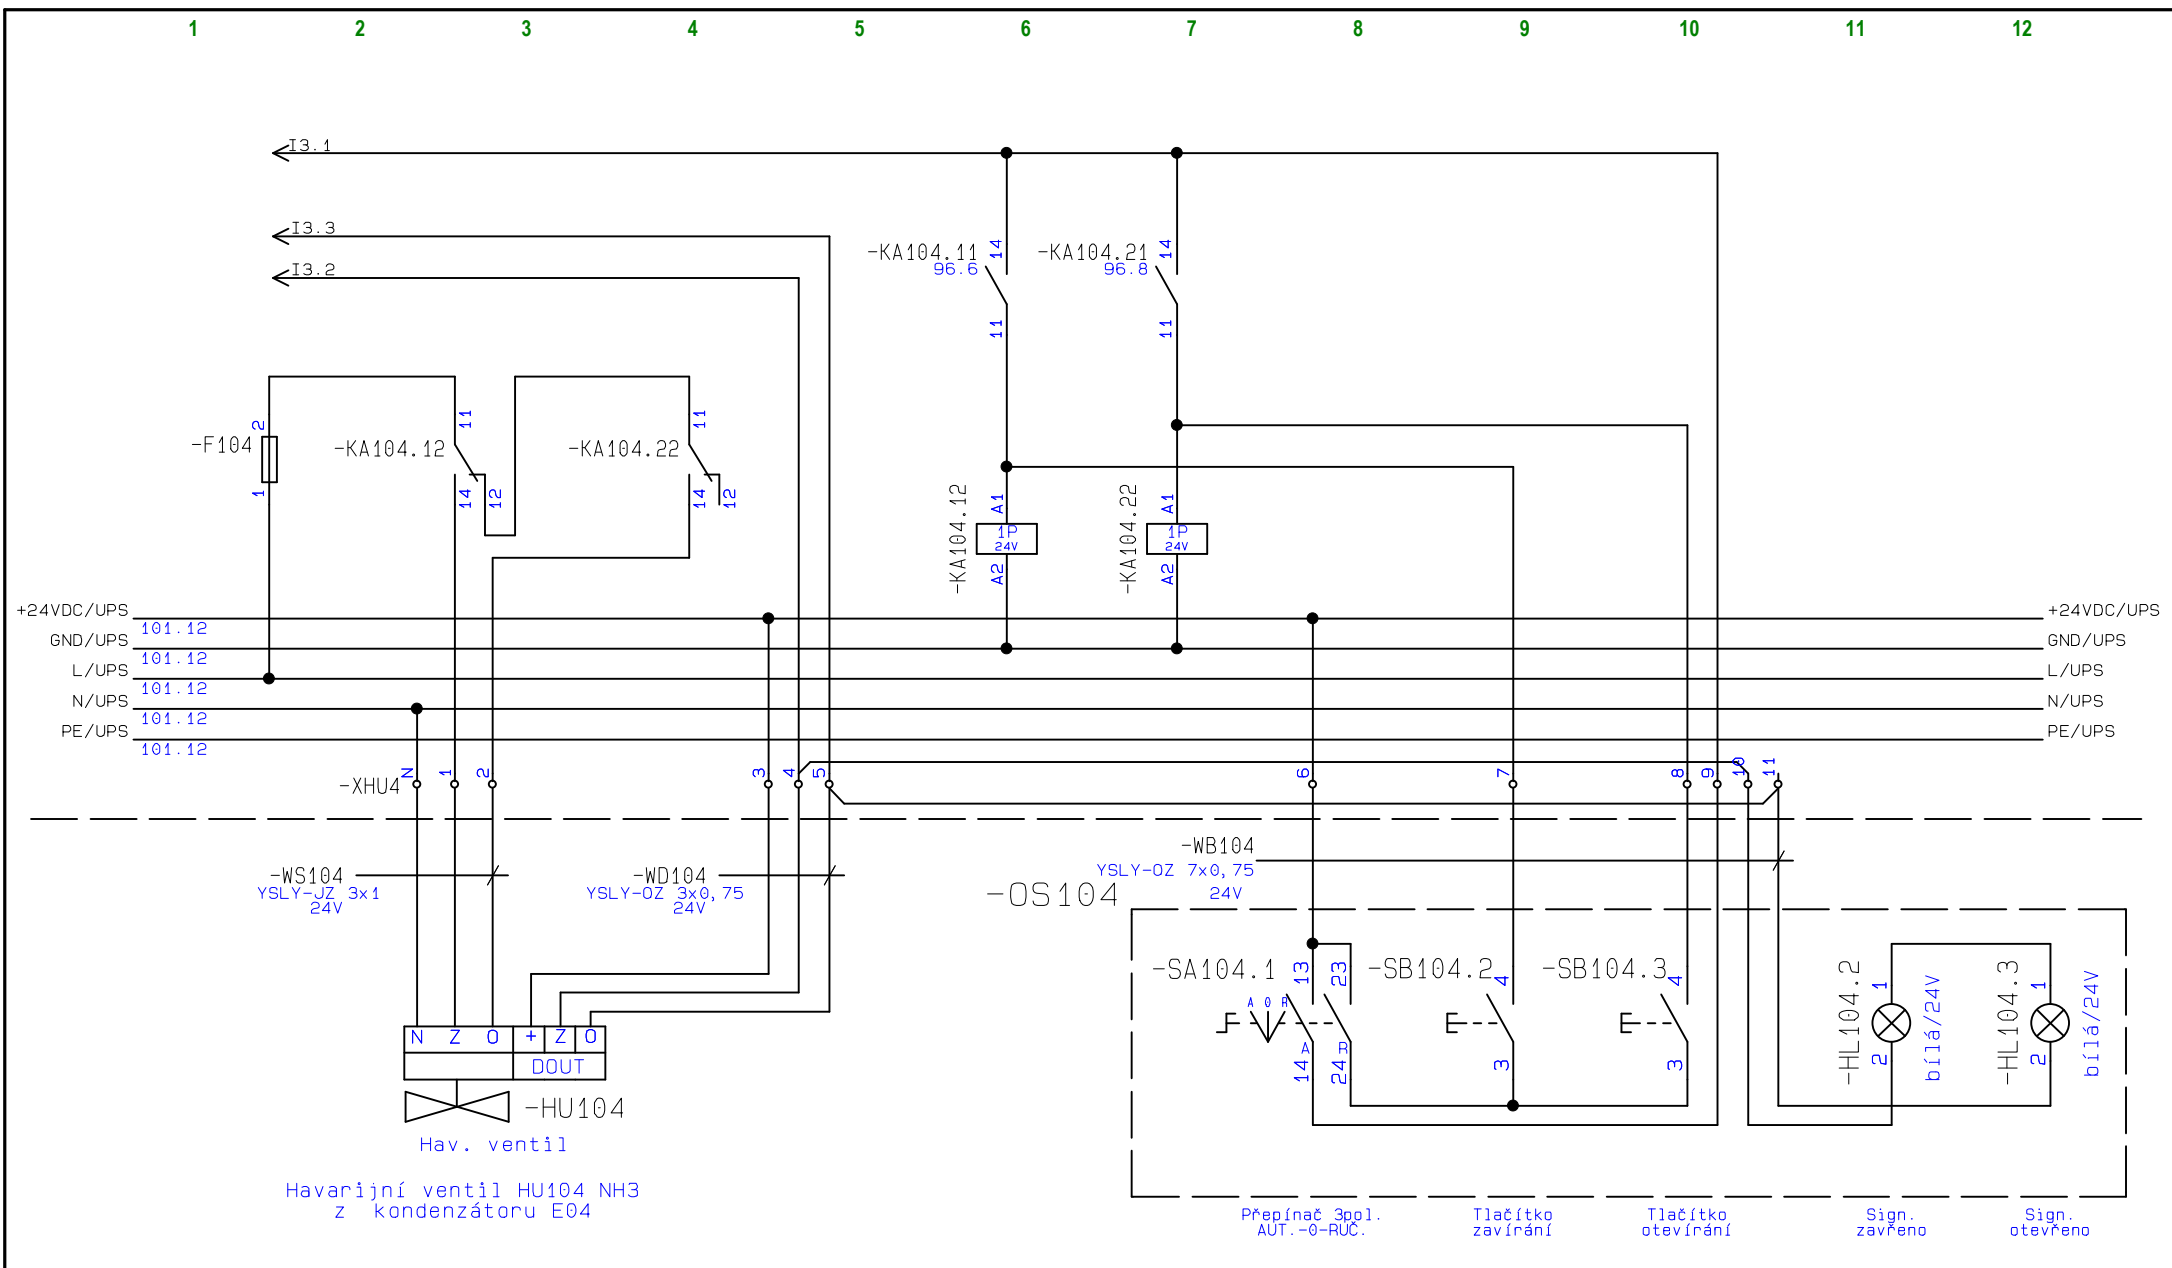 1 2 3 4 5 6 7 8 9 10 11 12
I3.1
I3.3
I3.2
-KA104.11 14
96.6
11
-KA104.21 14
96.8
11
-F104 2
1
-KA104.12 11
14 12
-KA104.22 11
14 12
-KA104.12 A1
1P
24V
A2
-KA104.22 A1
1P
24V
A2
+24VDC/UPS 101.12 +24VDC/UPS
GND/UPS 101.12 GND/UPS
L/UPS 101.12 L/UPS
N/UPS 101.12 N/UPS
PE/UPS 101.12 PE/UPS
-XHU4 N 1 2 3 4 5 6 7 8 9 10 11
-WS104
YSLY-JZ 3x1
24V
-WD104
YSLY-OZ 3x0,75
24V
-WB104
YSLY-OZ 7x0,75
24V
-OS104
-SA104.1 13 23
A 0 R
A R
14 24
-SB104.2 4
3
-SB104.3 4
3
-HL104.2 1
2
bílá/24V
-HL104.3 1
2
bílá/24V
N Z O + Z O
DOUT
-HU104
Hav. ventil
Havarijní ventil HU104 NH3
z kondenzátoru E04
Přepínač 3pol.
AUT.-0-RUČ.
Tlačítko
zavírání
Tlačítko
otevírání
Sign.
zavřeno
Sign.
otevřeno